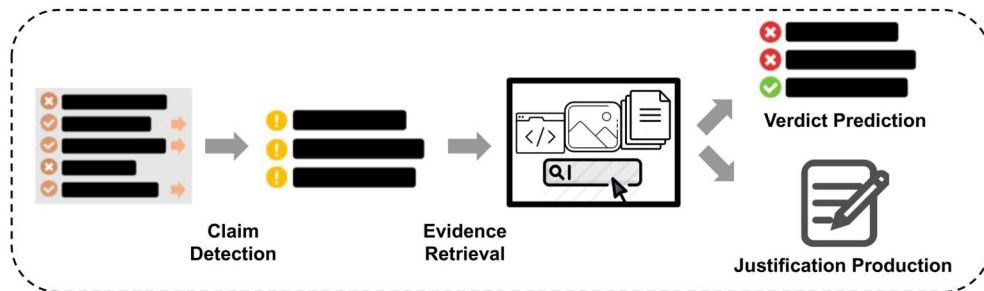 Claim
Detection
Evidence
Retrieval
</>
Verdict Prediction
Justification Production